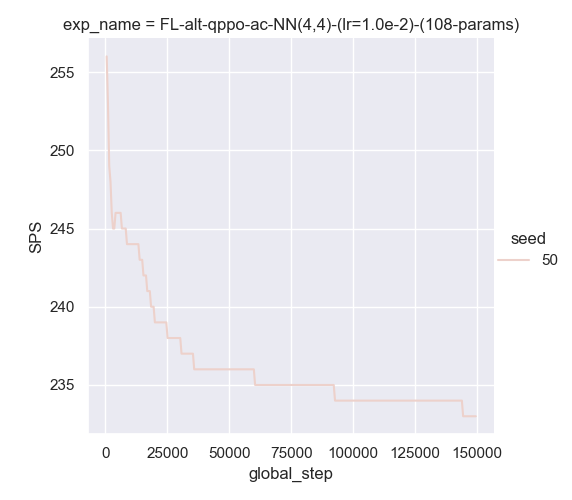 exp_name = FL-alt-qppo-ac-NN(4,4)-(lr=1.0e-2)-(108-params)
255
250
245
240
235
SPS
0 25000 50000 75000 100000 125000 150000
global_step
seed
50